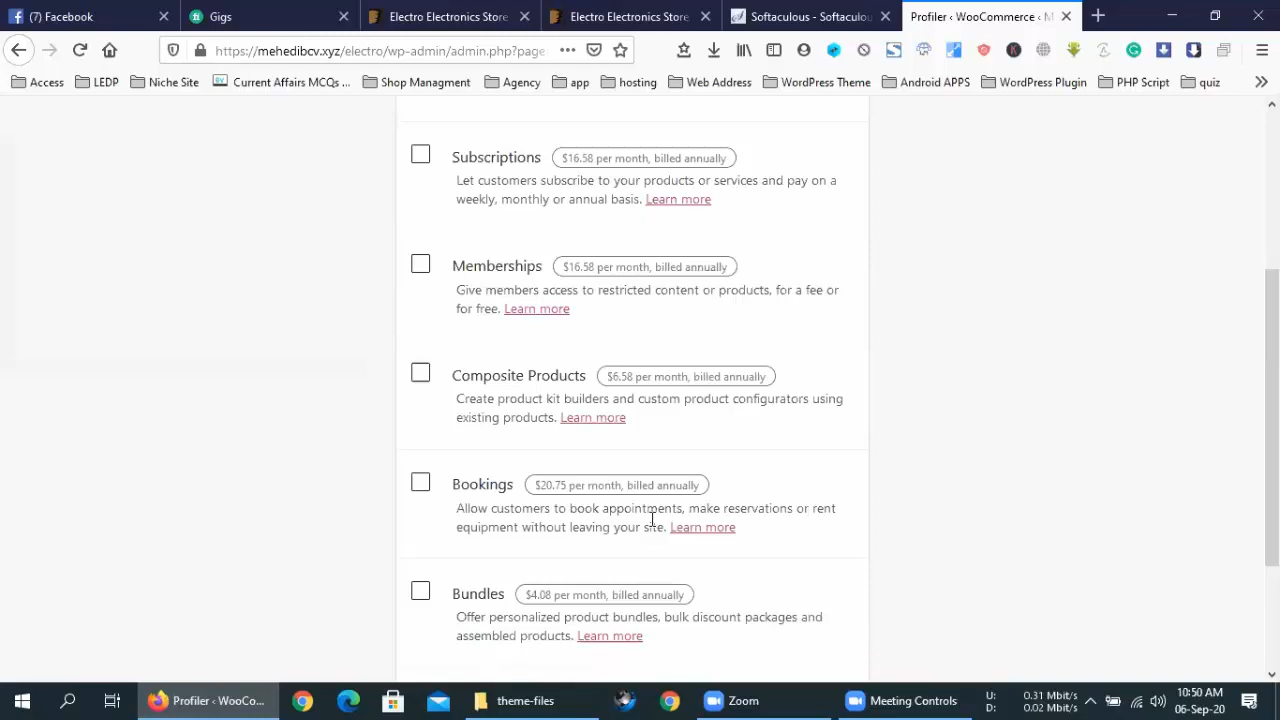 (7) Facebook
Gigs
Electro Electronics Store
Electro Electronics Store
Softaculous - Softaculou
Profiler ‹ WooCommerce ‹ M
https://mehedibcv.xyz/electro/wp-admin/admin.php?page
Access
LEDP
Niche Site
Current Affairs MCQs ...
Shop Managment
Agency
app
hosting
Web Address
WordPress Theme
Android APPS
WordPress Plugin
PHP Script
quiz
Subscriptions $16.58 per month, billed annually
Let customers subscribe to your products or services and pay on a
weekly, monthly or annual basis. Learn more
Memberships $16.58 per month, billed annually
Give members access to restricted content or products, for a fee or
for free. Learn more
Composite Products $6.58 per month, billed annually
Create product kit builders and custom product configurators using
existing products. Learn more
Bookings $20.75 per month, billed annually
Allow customers to book appointments, make reservations or rent
equipment without leaving your site. Learn more
Bundles $4.08 per month, billed annually
Offer personalized product bundles, bulk discount packages and
assembled products. Learn more
Profiler ‹ WooCo...
theme-files
Zoom
Meeting Controls
U: 0.31 Mbit/s
D: 0.02 Mbit/s
10:50 AM
06-Sep-20